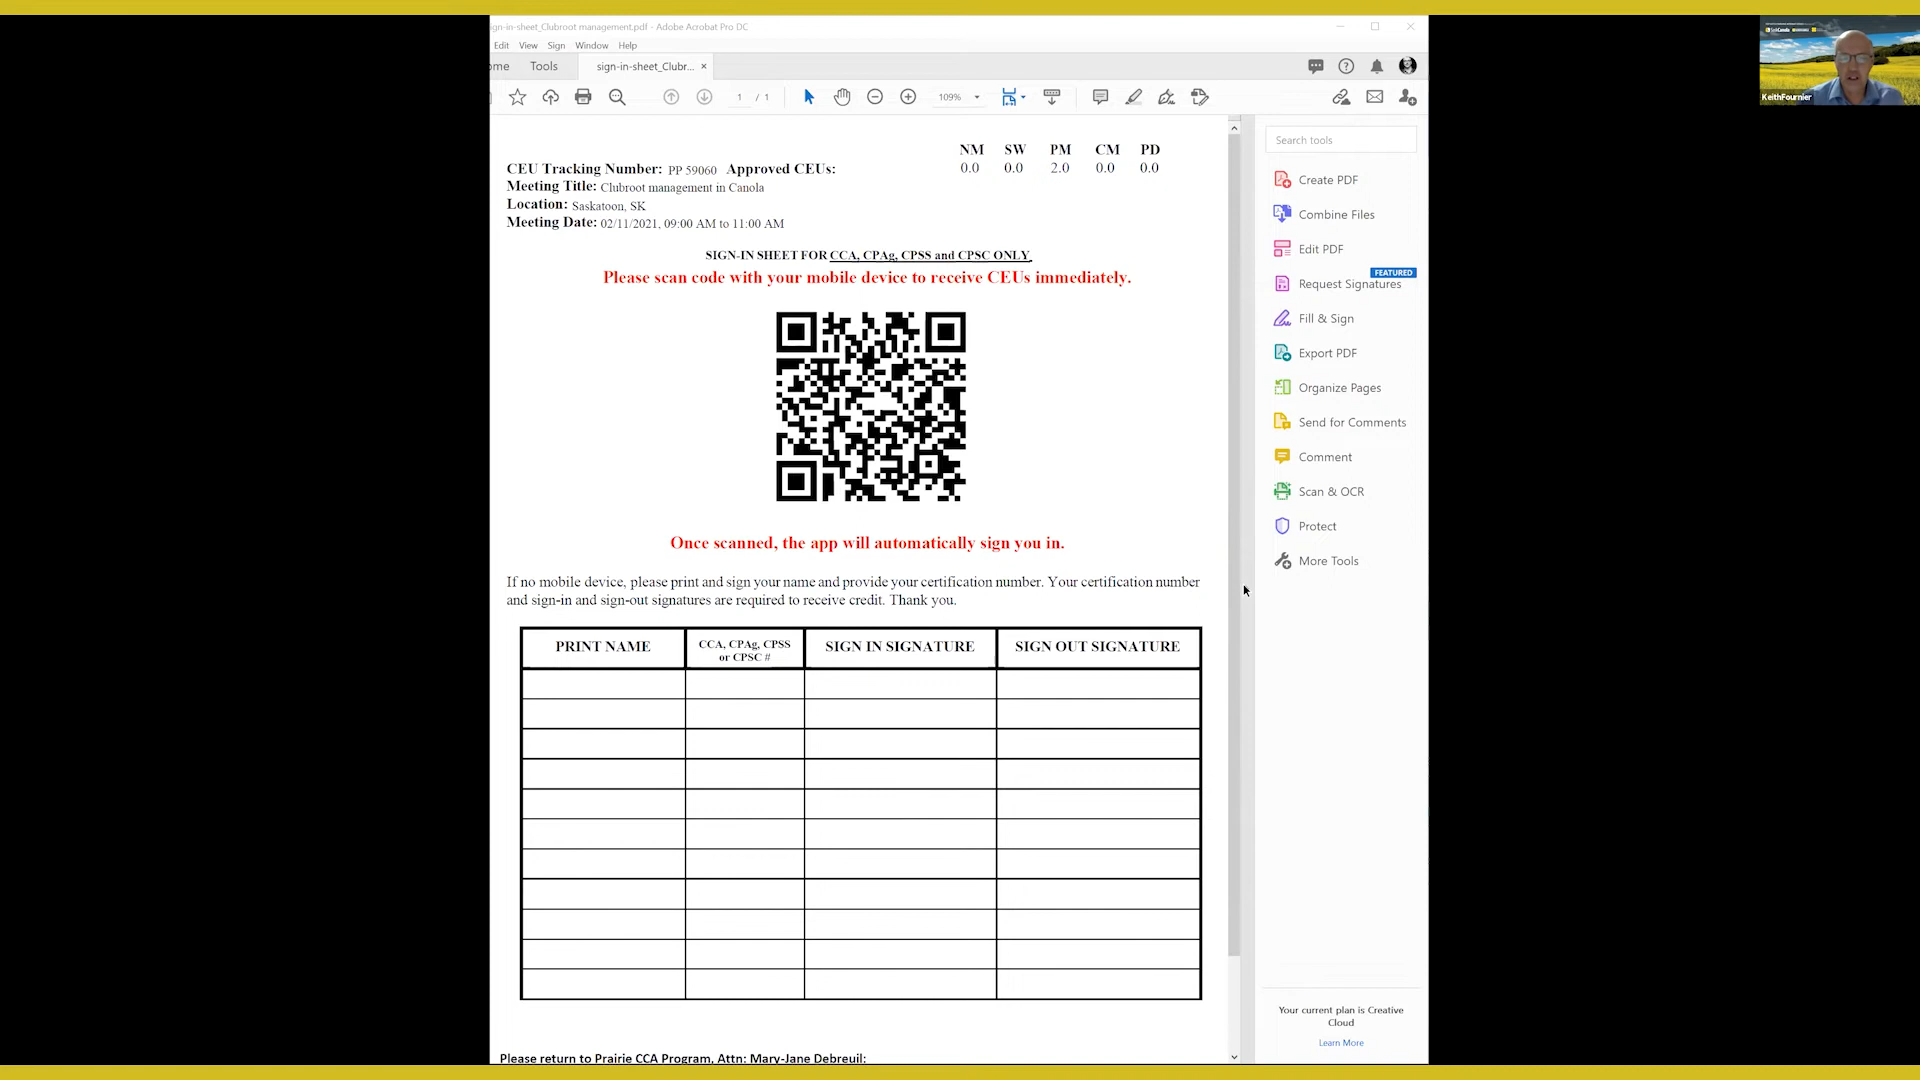 sign-in-sheet_Clubroot management.pdf - Adobe Acrobat Pro DC
Edit View Sign Window Help
ome Tools sign-in-sheet_Clubr... ×
1 / 1 109%
KeithFournier
NM SW PM CM PD
CEU Tracking Number: PP 59060 Approved CEUs: 0.0 0.0 2.0 0.0 0.0
Meeting Title: Clubroot management in Canola
Location: Saskatoon, SK
Meeting Date: 02/11/2021, 09:00 AM to 11:00 AM
SIGN-IN SHEET FOR CCA, CPAg, CPSS and CPSC ONLY
Please scan code with your mobile device to receive CEUs immediately.
Once scanned, the app will automatically sign you in.
If no mobile device, please print and sign your name and provide your certification number. Your certification number
and sign-in and sign-out signatures are required to receive credit. Thank you.
PRINT NAME
CCA, CPAg, CPSS
or CPSC #
SIGN IN SIGNATURE
SIGN OUT SIGNATURE
Please return to Prairie CCA Program, Attn: Mary-Jane Debreuil:
Search tools
Create PDF
Combine Files
Edit PDF
FEATURED
Request Signatures
Fill & Sign
Export PDF
Organize Pages
Send for Comments
Comment
Scan & OCR
Protect
More Tools
Your current plan is Creative
Cloud
Learn More